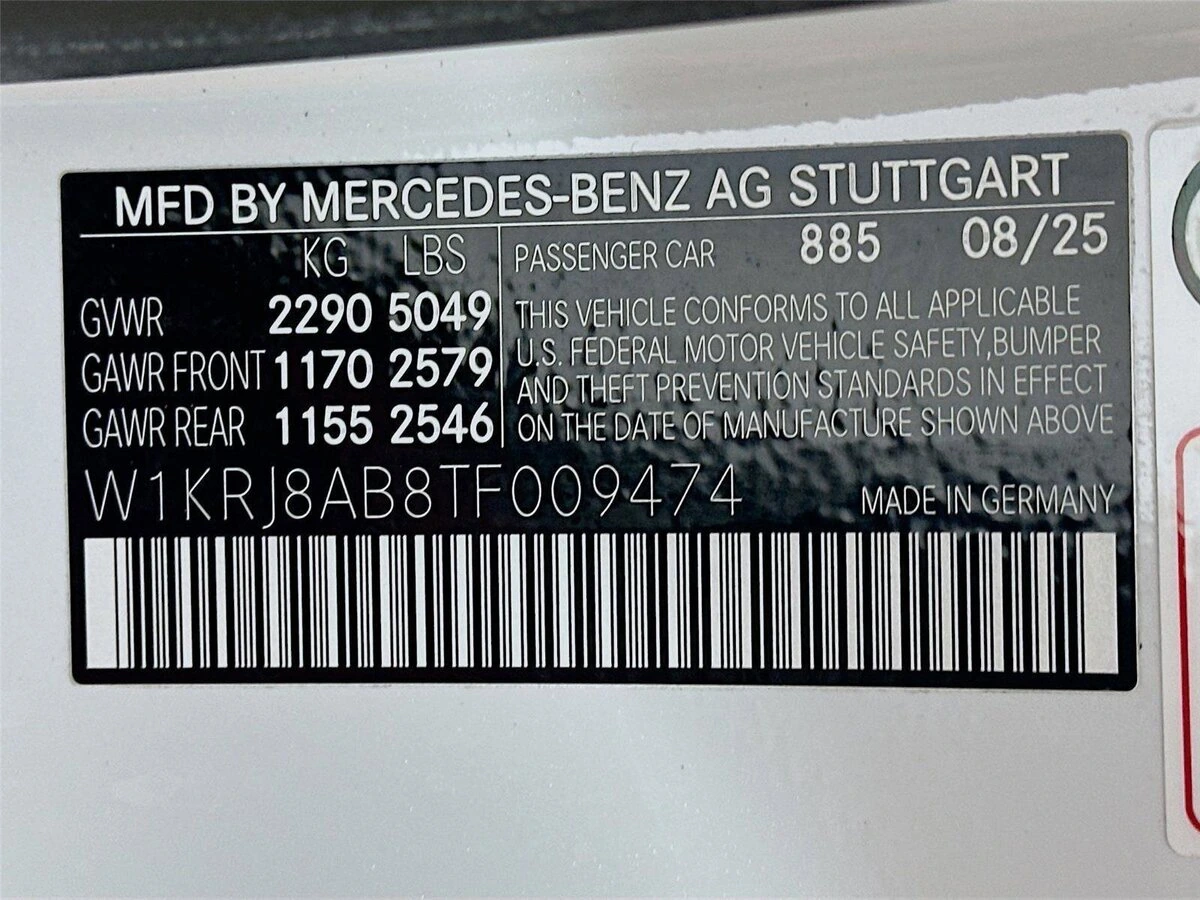 MFD BY MERCEDES-BENZ AG STUTTGART
KG LBS
GVWR 2290 5049
GAWR FRONT 1170 2579
GAWR REAR 1155 2546
PASSENGER CAR 885 08/25
THIS VEHICLE CONFORMS TO ALL APPLICABLE
U.S. FEDERAL MOTOR VEHICLE SAFETY,BUMPER
AND THEFT PREVENTION STANDARDS IN EFFECT
ON THE DATE OF MANUFACTURE SHOWN ABOVE
W1KRJ8AB8TF009474
MADE IN GERMANY